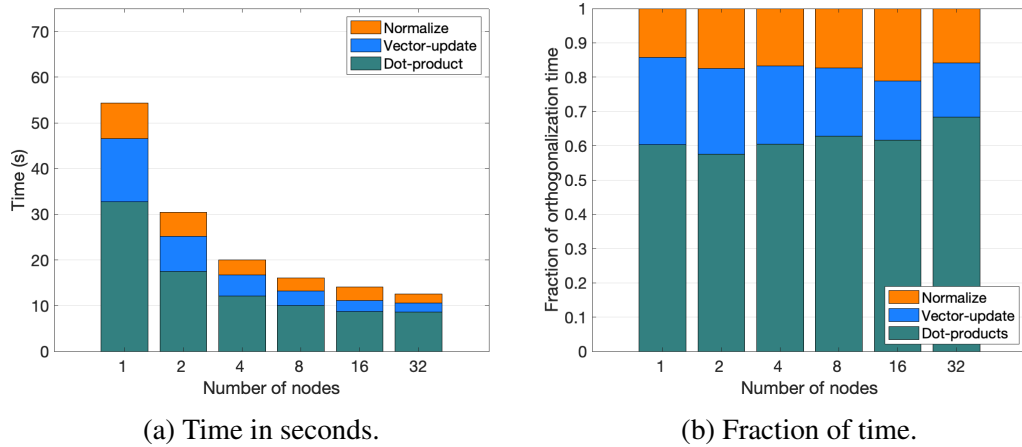 70
60
50
40
30
20
10
0
Time (s)
Normalize
Vector-update
Dot-product
1 2 4 8 16 32
Number of nodes
(a) Time in seconds.
1
0.9
0.8
0.7
0.6
0.5
0.4
0.3
0.2
0.1
0
Fraction of orthogonalization time
Normalize
Vector-update
Dot-products
1 2 4 8 16 32
Number of nodes
(b) Fraction of time.